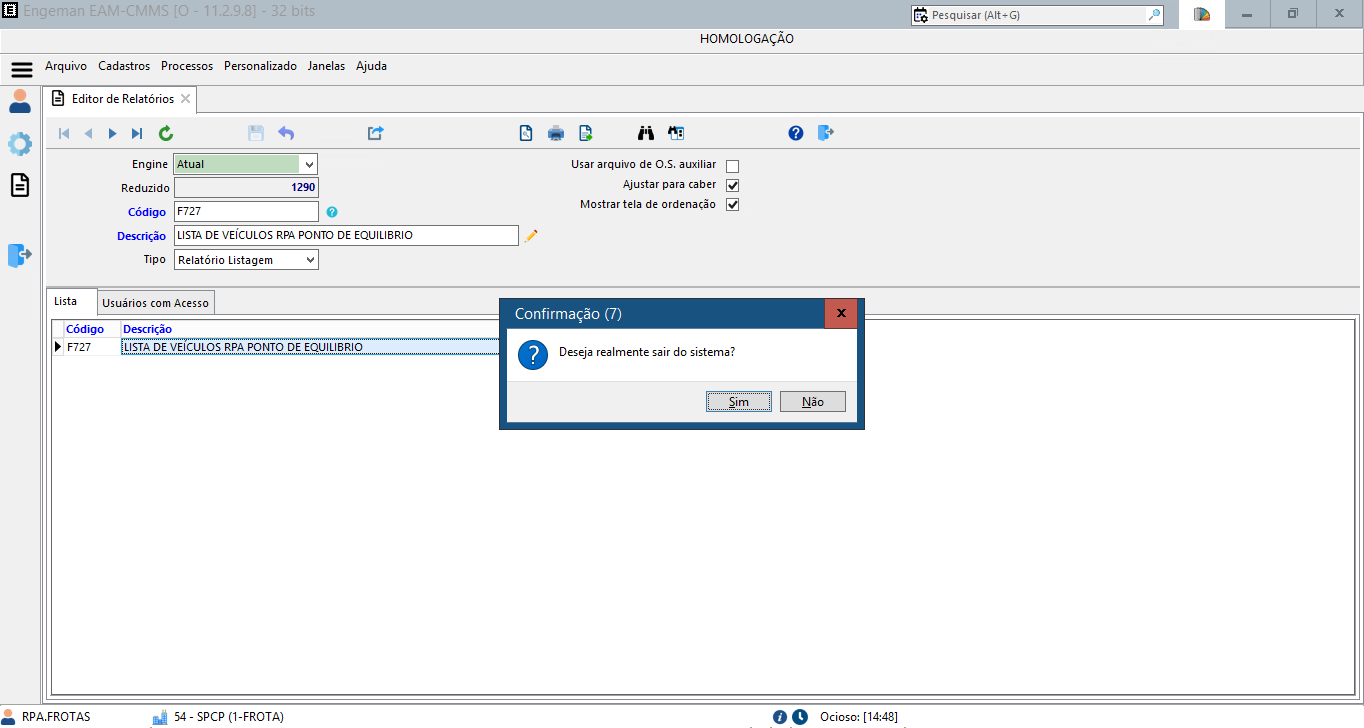 Engeman EAM-CMMS [O - 11.2.9.8] - 32 bits
Pesquisar (Alt+G)
HOMOLOGAÇÃO
Arquivo Cadastros Processos Personalizado Janelas Ajuda
Editor de Relatórios
Engine Atual
Usar arquivo de O.S. auxiliar
Reduzido 1290
Ajustar para caber
Mostrar tela de ordenação
Código F727
Descrição LISTA DE VEÍCULOS RPA PONTO DE EQUILIBRIO
Tipo Relatório Listagem
Lista Usuários com Acesso
Código Descrição
F727 LISTA DE VEÍCULOS RPA PONTO DE EQUILIBRIO
Confirmação (7)
Deseja realmente sair do sistema?
Sim Não
RPA.FROTAS 54 - SPCP (1-FROTA) Ocioso: [14:48]